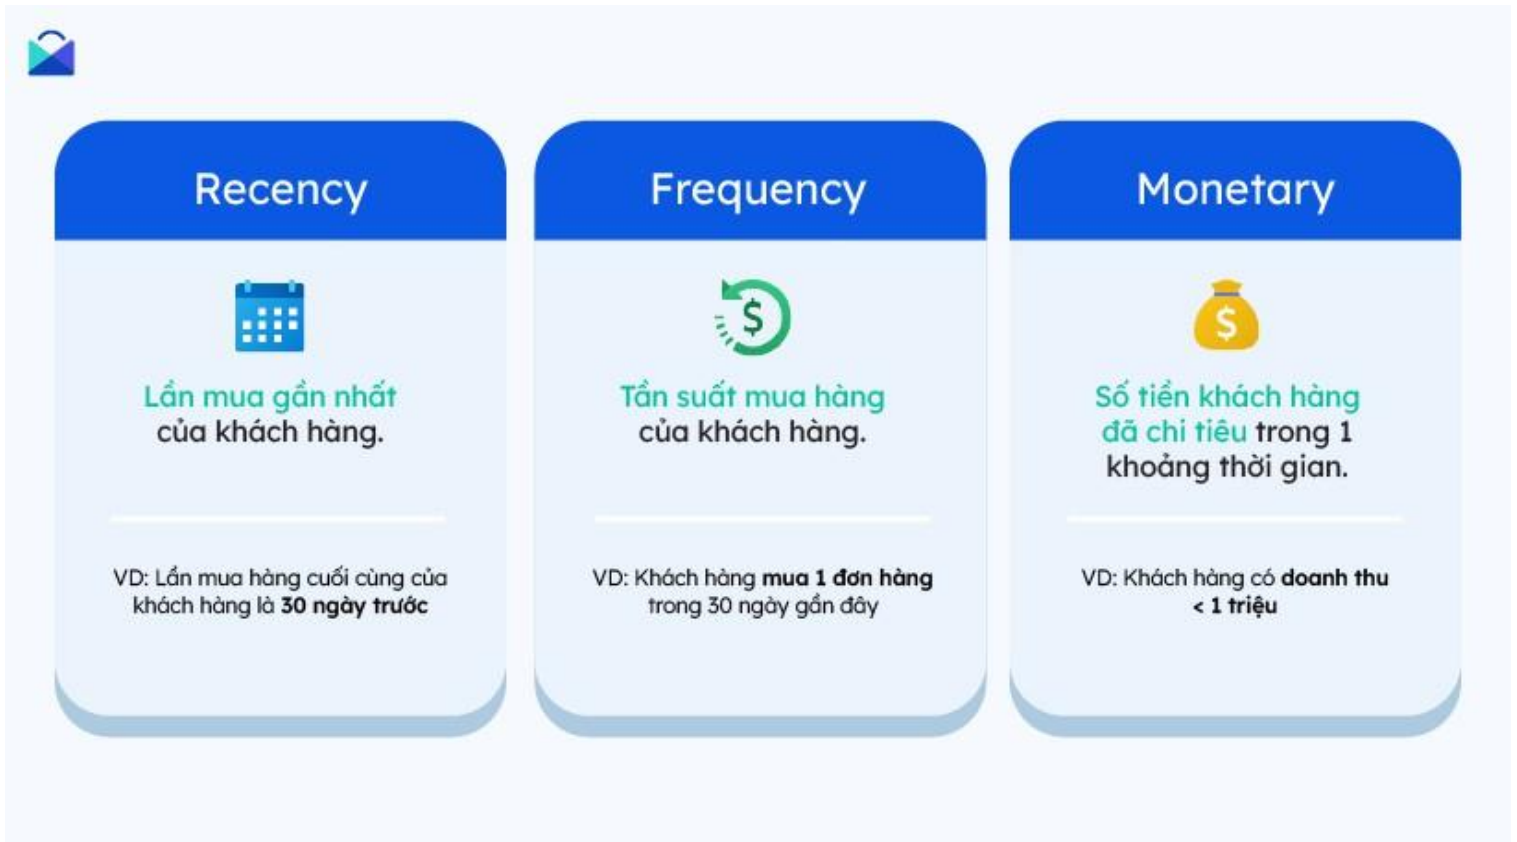 Recency
Lần mua gần nhất
của khách hàng.
VD: Lần mua hàng cuối cùng của
khách hàng là 30 ngày trước
Frequency
$
Tần suất mua hàng
của khách hàng.
VD: Khách hàng mua 1 đơn hàng
trong 30 ngày gần đây
Monetary
$
Số tiền khách hàng
đã chi tiêu trong 1
khoảng thời gian.
VD: Khách hàng có doanh thu
< 1 triệu